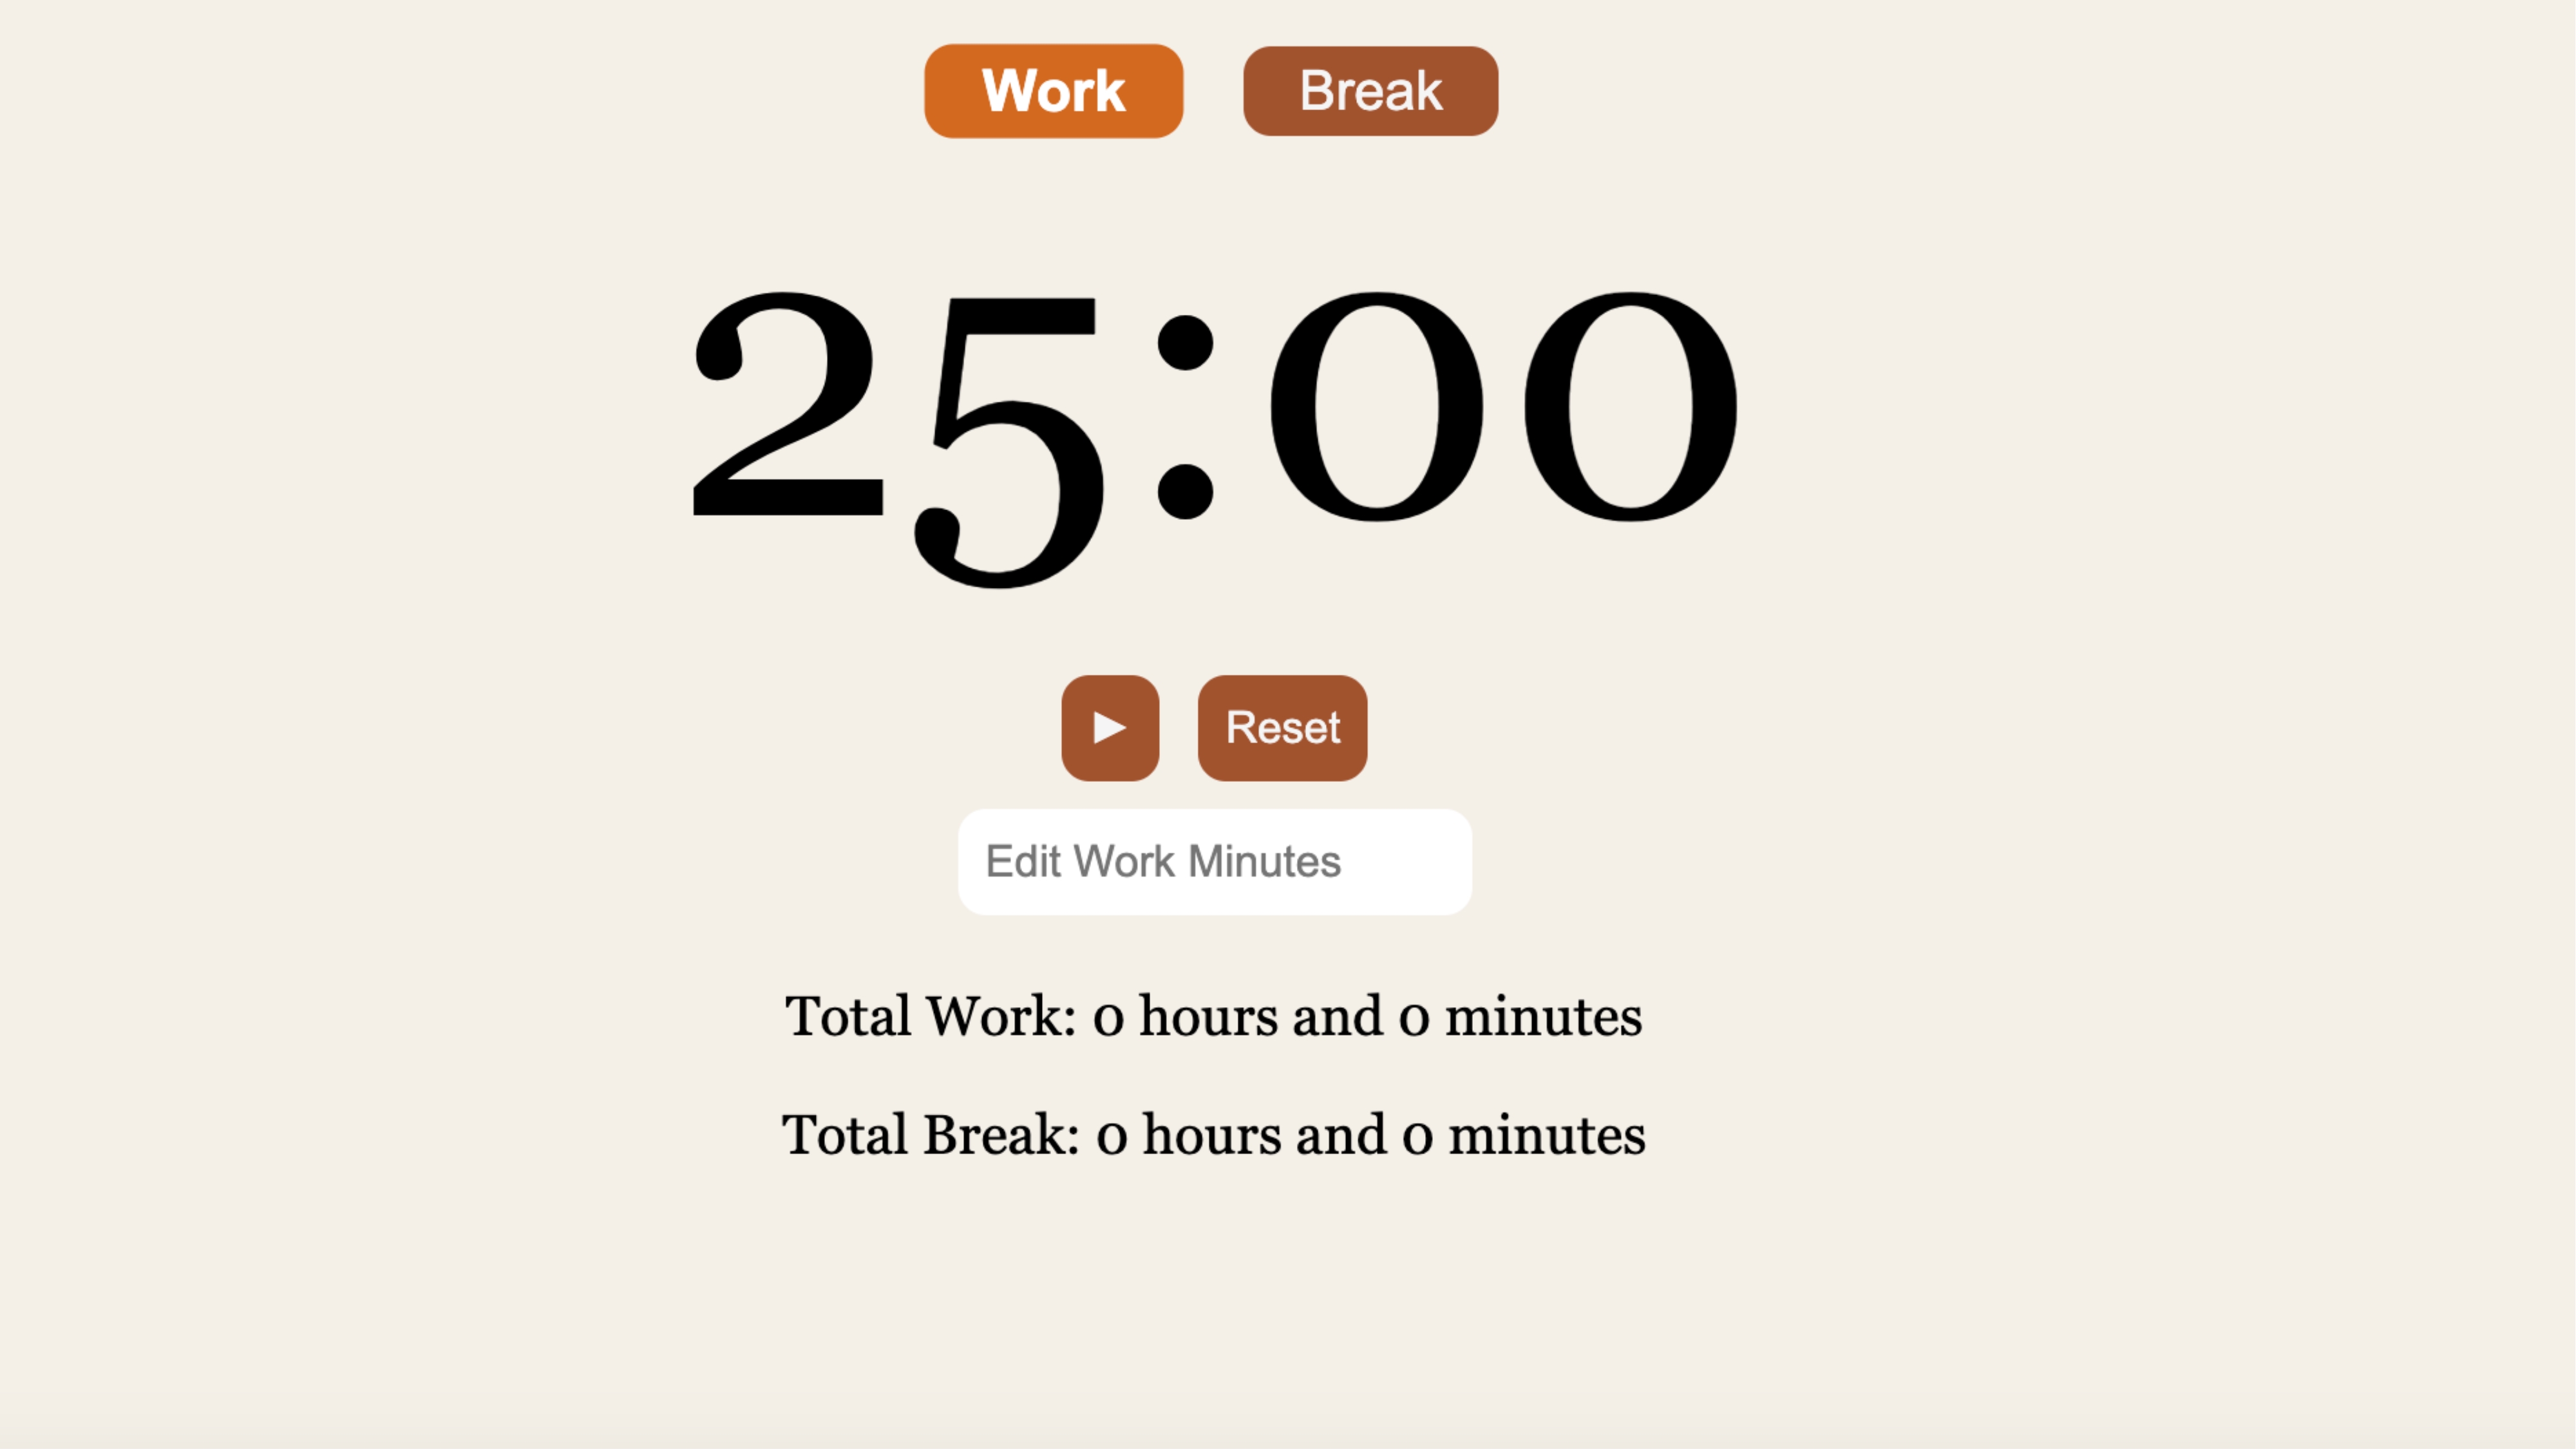 Work Break
25:00
▶ Reset
Edit Work Minutes
Total Work: 0 hours and 0 minutes
Total Break: 0 hours and 0 minutes